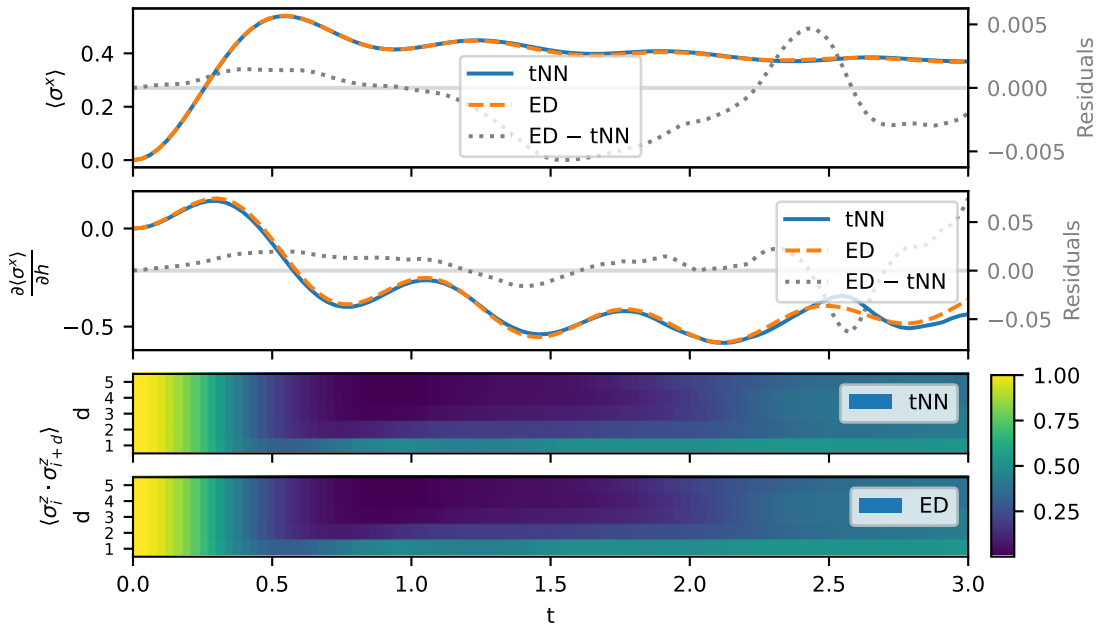 0.4
0.2
0.0
⟨σˣ⟩
tNN
ED
ED − tNN
0.005
0.000
−0.005
Residuals
0.0
−0.5
∂⟨σˣ⟩
∂h
tNN
ED
ED − tNN
0.05
0.00
−0.05
Residuals
5
4
3
2
1
d
tNN
⟨σᵢᶻ · σᵢ₊dᶻ⟩
5
4
3
2
1
d
ED
1.00
0.75
0.50
0.25
0.0
0.5
1.0
1.5
2.0
2.5
3.0
t